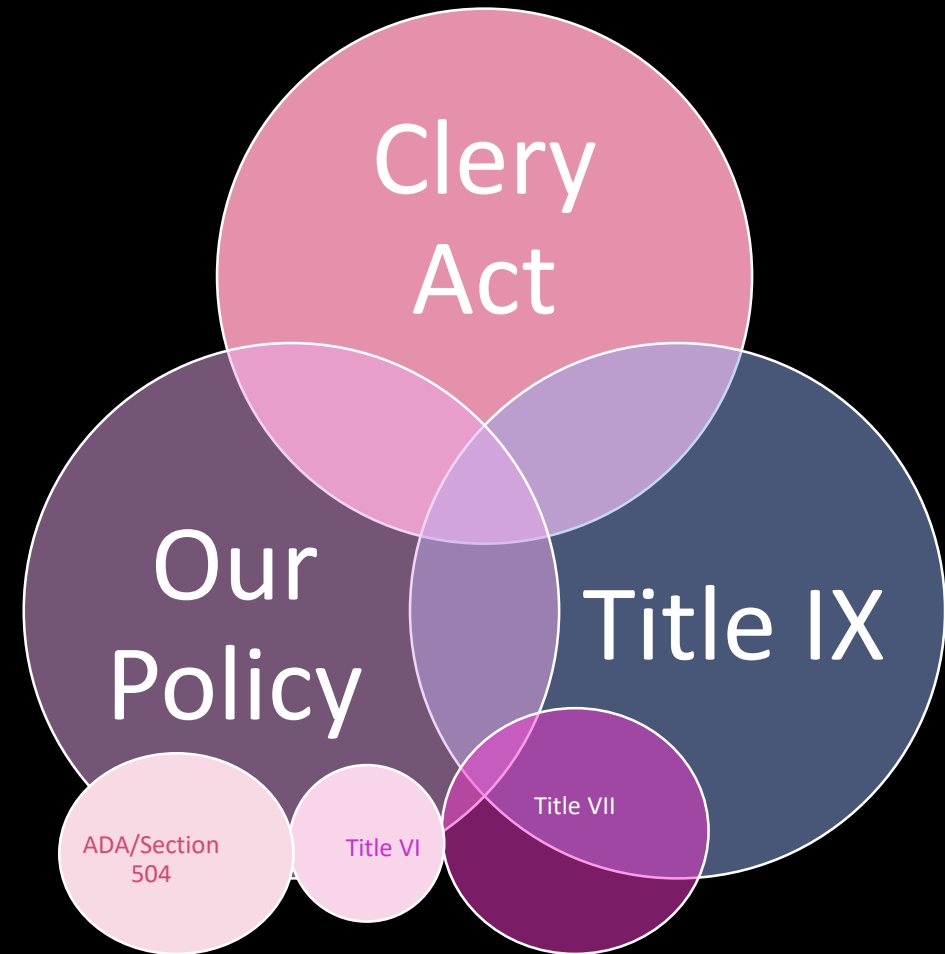 Clery
Act
Our
Policy
Title IX
Title VII
ADA/Section
504
Title VI